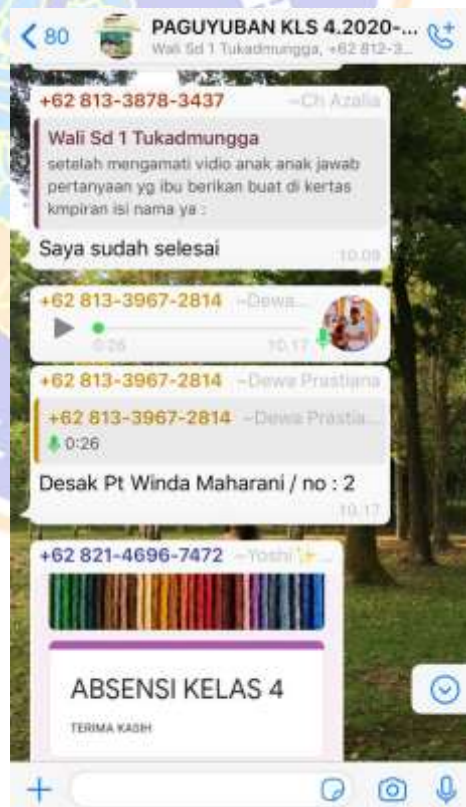 80
PAGUYUBAN KLS 4.2020-...
Wali Sd 1 Tukadmungga, +62 812-3...
+62 813-3878-3437 ~Ch Azalia
Wali Sd 1 Tukadmungga
setelah mengamati vidio anak anak jawab
pertanyaan yg ibu berikan buat di kertas
kmpiran isi nama ya :
Saya sudah selesai
10.09
+62 813-3967-2814 ~Dewa...
0:26 10.17
+62 813-3967-2814 ~Dewa Prastiana
+62 813-3967-2814 ~Dewa Prastia...
0:26
Desak Pt Winda Maharani / no : 2
10.17
+62 821-4696-7472 ~Yoshi
ABSENSI KELAS 4
TERIMA KASIH